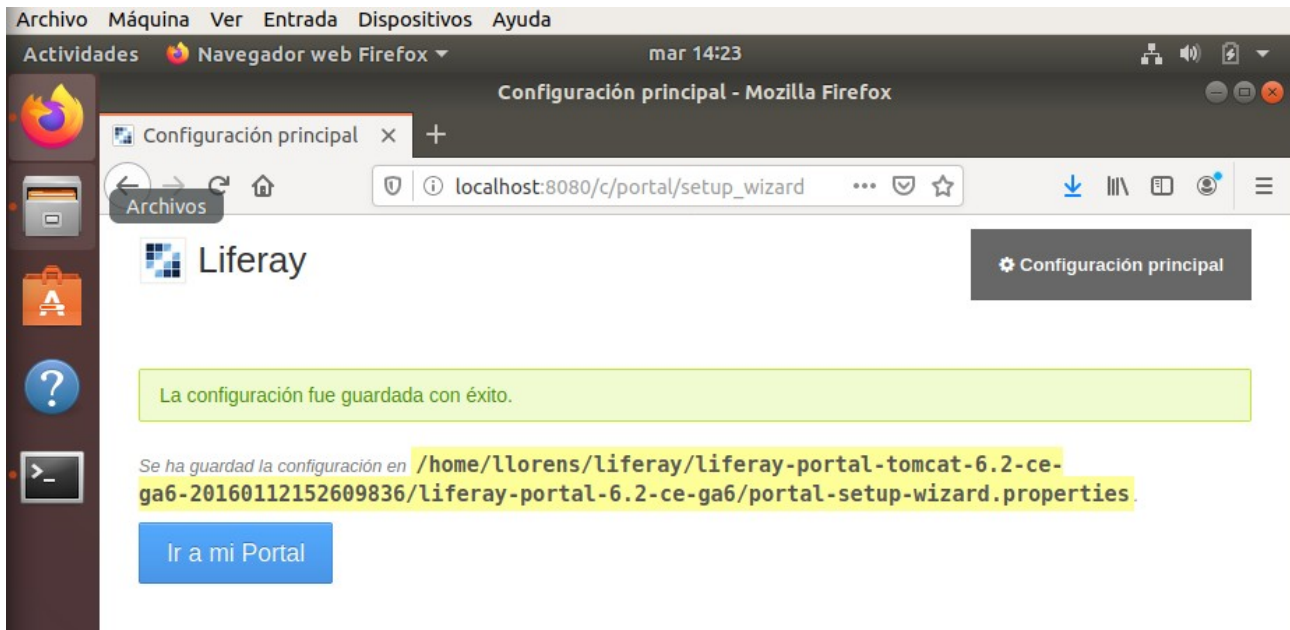 Archivo Máquina Ver Entrada Dispositivos Ayuda
Actividades Navegador web Firefox mar 14:23
Configuración principal - Mozilla Firefox
Configuración principal
localhost:8080/c/portal/setup_wizard
Archivos
Liferay
Configuración principal
La configuración fue guardada con éxito.
Se ha guardad la configuración en /home/llorens/liferay/liferay-portal-tomcat-6.2-ce-
ga6-20160112152609836/liferay-portal-6.2-ce-ga6/portal-setup-wizard.properties.
Ir a mi Portal